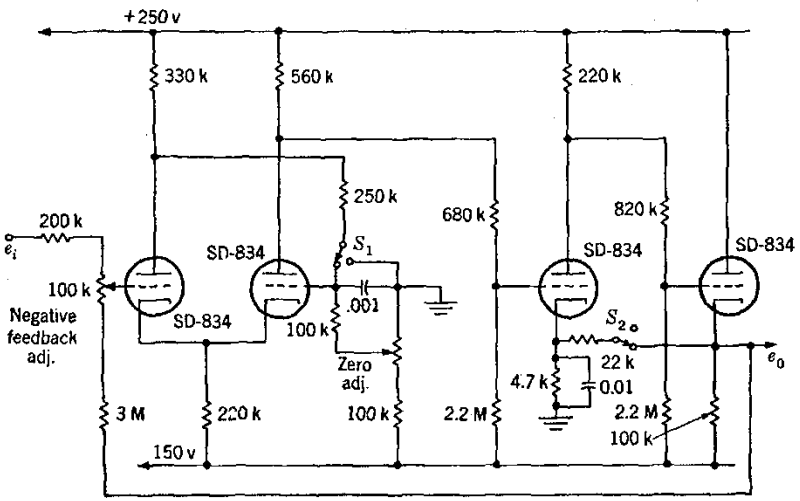 +250 v
330 k
560 k
220 k
250 k
680 k
820 k
200 k
e_i
SD-834
S_1
SD-834
SD-834
100 k
.001
SD-834
Negative
feedback
adj.
100 k
S_2
Zero
adj.
22 k
e_0
4.7 k
0.01
3 M
220 k
100 k
2.2 M
2.2 M
100 k
150 v